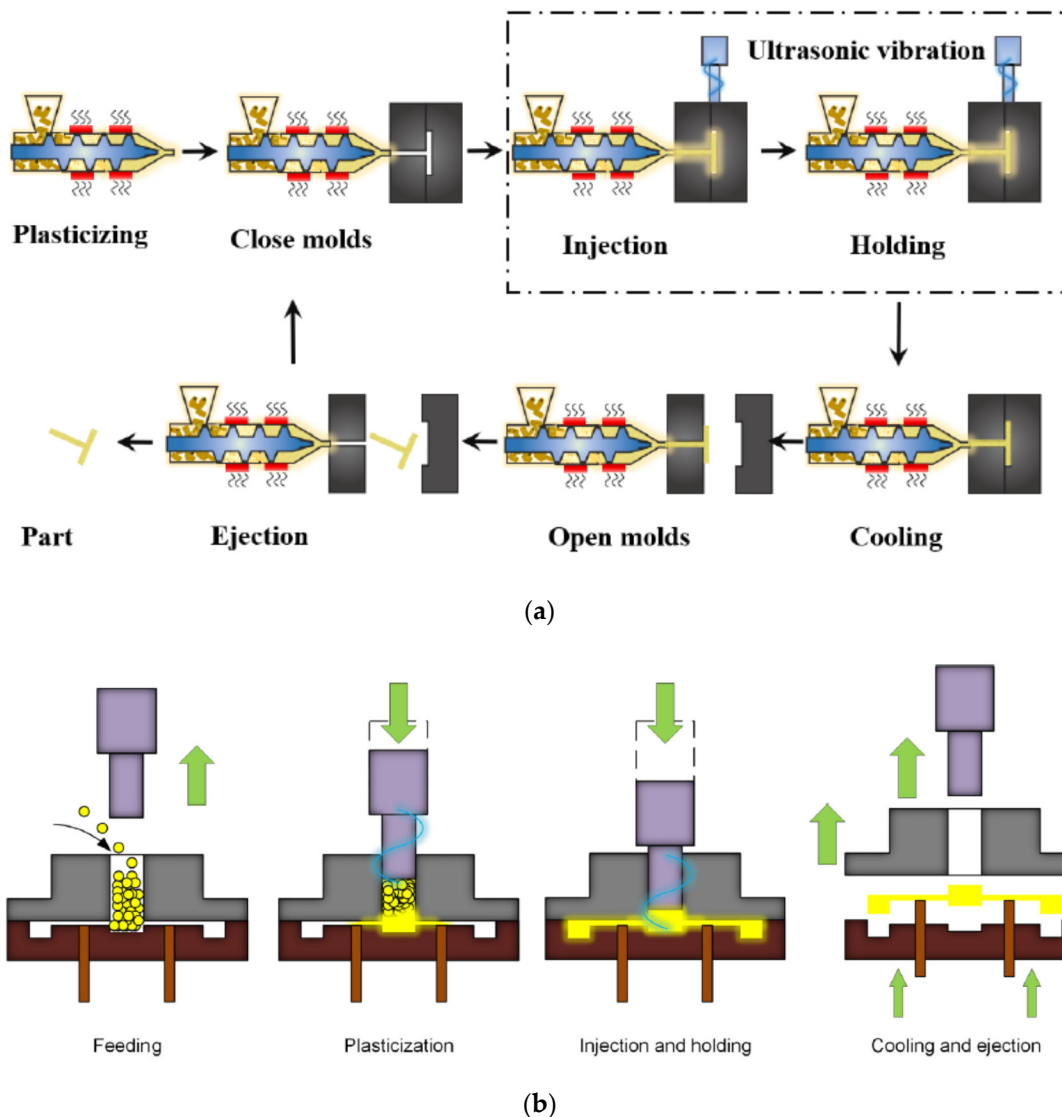 Ultrasonic vibration
Plasticizing
Close molds
Injection
Holding
Part
Ejection
Open molds
Cooling
(a)
Feeding
Plasticization
Injection and holding
Cooling and ejection
(b)